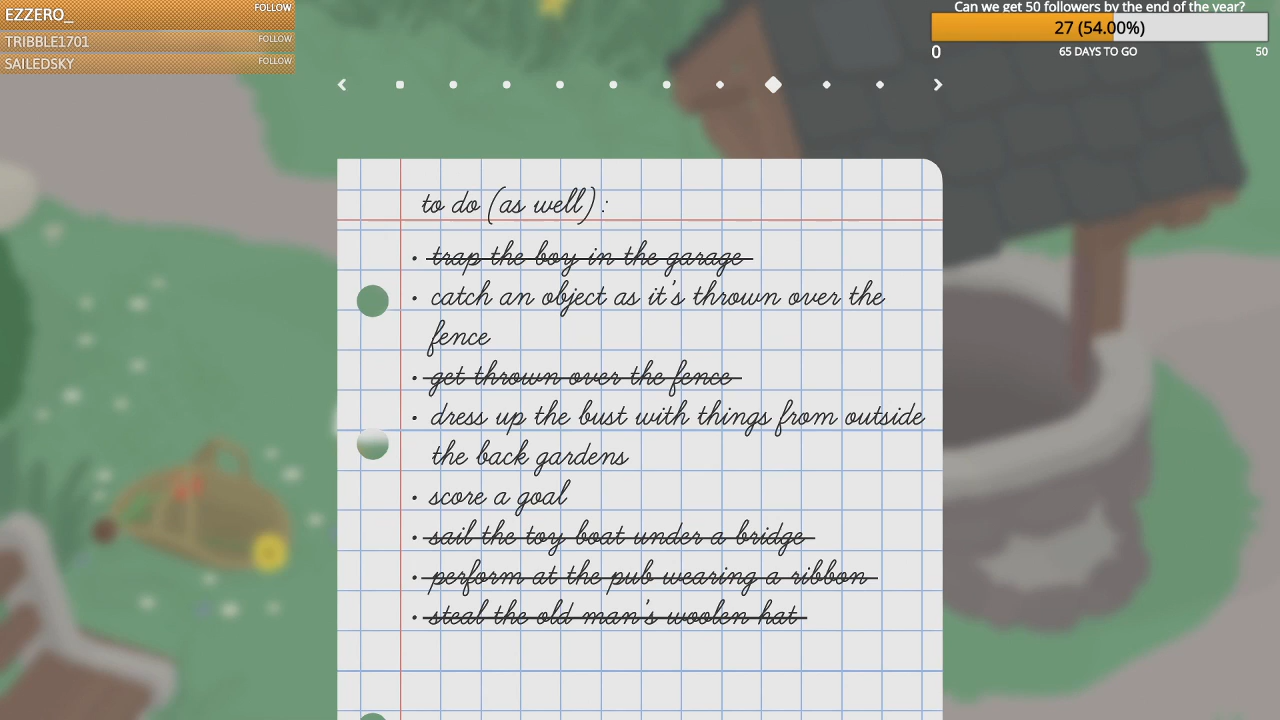 EZZERO_ FOLLOW
TRIBBLE1701 FOLLOW
SAILEDSKY FOLLOW
Can we get 50 followers by the end of the year?
27 (54.00%)
0 65 DAYS TO GO 50
to do (as well):
• trap the boy in the garage
• catch an object as it's thrown over the
fence
• get thrown over the fence
• dress up the bust with things from outside
the back gardens
• score a goal
• sail the toy boat under a bridge
• perform at the pub wearing a ribbon
• steal the old man's woolen hat